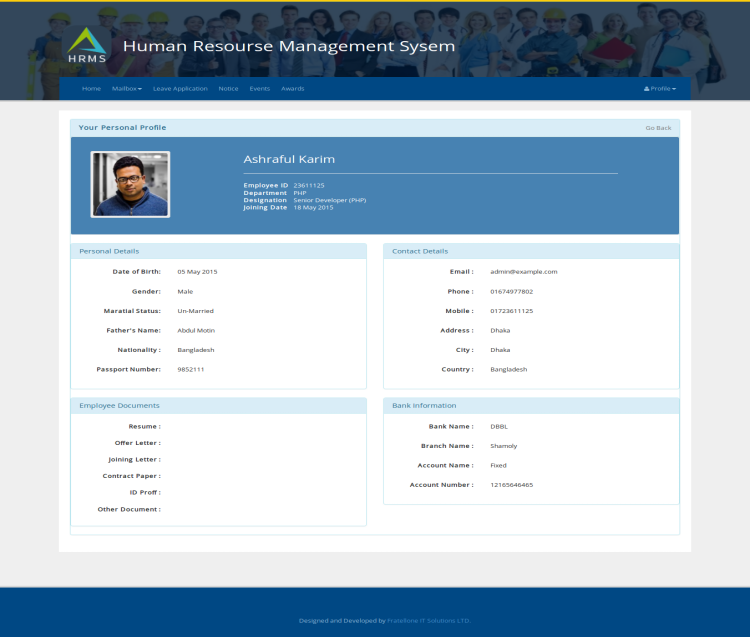 HRMS
Human Resourse Management Sysem
Home Mailbox Leave Application Notice Events Awards Profile
Your Personal Profile Go Back
Ashraful Karim
Employee ID 23611125
Department PHP
Designation Senior Developer (PHP)
Joining Date 18 May 2015
Personal Details
Date of Birth: 05 May 2015
Gender: Male
Maratial Status: Un-Married
Father's Name: Abdul Motin
Nationality : Bangladesh
Passport Number: 9852111
Contact Details
Email : admin@example.com
Phone : 01674977802
Mobile : 01723611125
Address : Dhaka
City : Dhaka
Country : Bangladesh
Employee Documents
Resume :
Offer Letter :
Joining Letter :
Contract Paper :
ID Proff :
Other Document :
Bank Information
Bank Name : DBBL
Branch Name : Shamoly
Account Name : Fixed
Account Number : 12165646465
Designed and Developed by Fratellone IT Solutions LTD.